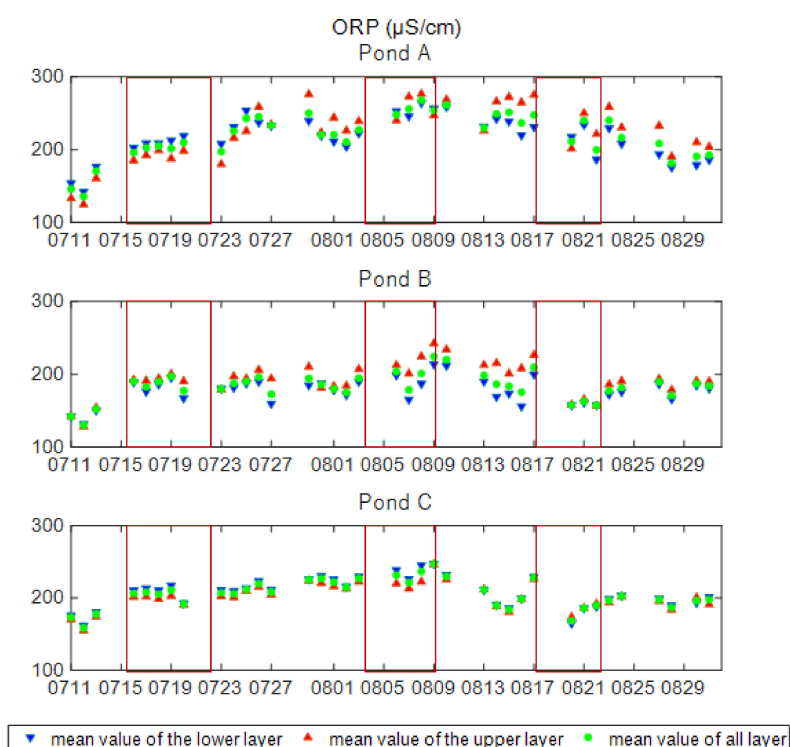 ORP (µS/cm)
Pond A
300
200
100
0711 0715 0719 0723 0727 0801 0805 0809 0813 0817 0821 0825 0829
Pond B
300
200
100
0711 0715 0719 0723 0727 0801 0805 0809 0813 0817 0821 0825 0829
Pond C
300
200
100
0711 0715 0719 0723 0727 0801 0805 0809 0813 0817 0821 0825 0829
mean value of the lower layer mean value of the upper layer mean value of all layer